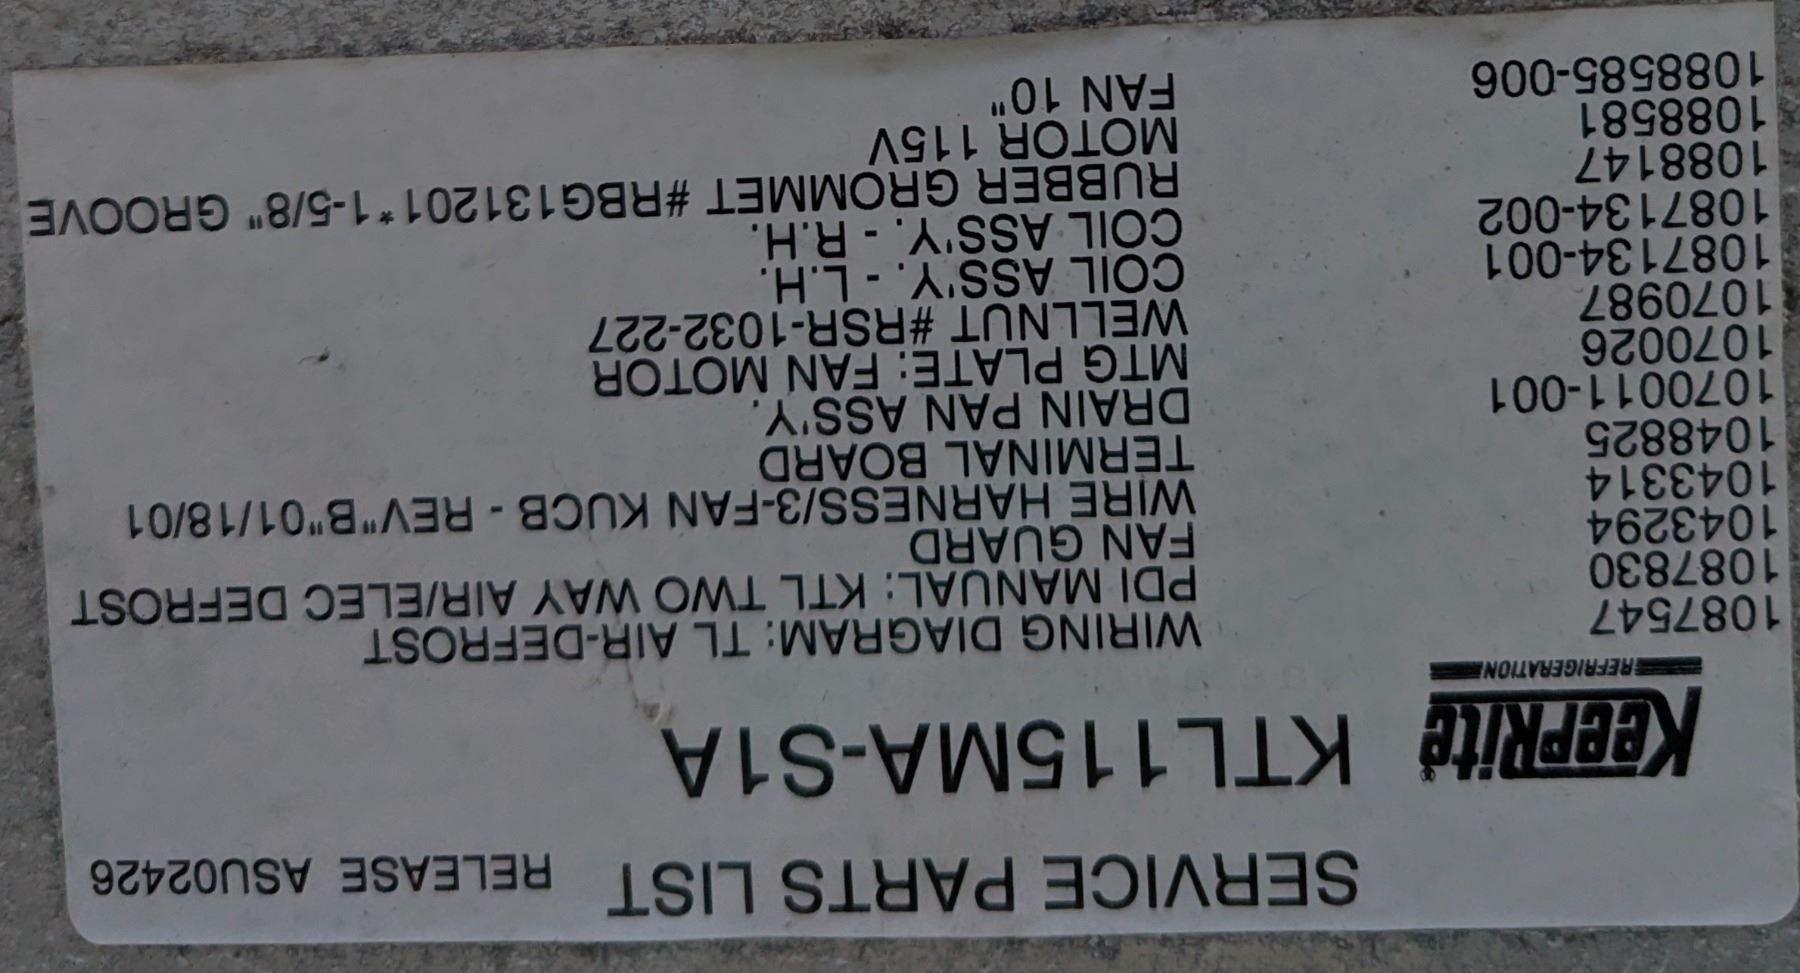 SERVICE PARTS LIST RELEASE ASU02426
KeepRite® KTL115MA-S1A
REFRIGERATION
1087547 WIRING DIAGRAM: TL AIR-DEFROST
1087830 PDI MANUAL: KTL TWO WAY AIR/ELEC DEFROST
1043294 FAN GUARD
1043314 WIRE HARNESS/3-FAN KUCB - REV"B"01/18/01
1048825 TERMINAL BOARD
1070011-001 DRAIN PAN ASS'Y.
1070026 MTG PLATE: FAN MOTOR
1070987 WELLNUT #RSR-1032-227
1087134-001 COIL ASS'Y. - L.H.
1087134-002 COIL ASS'Y. - R.H.
1088147 RUBBER GROMMET #RBG131201*1-5/8" GROOVE
1088581 MOTOR 115V
1088585-006 FAN 10"